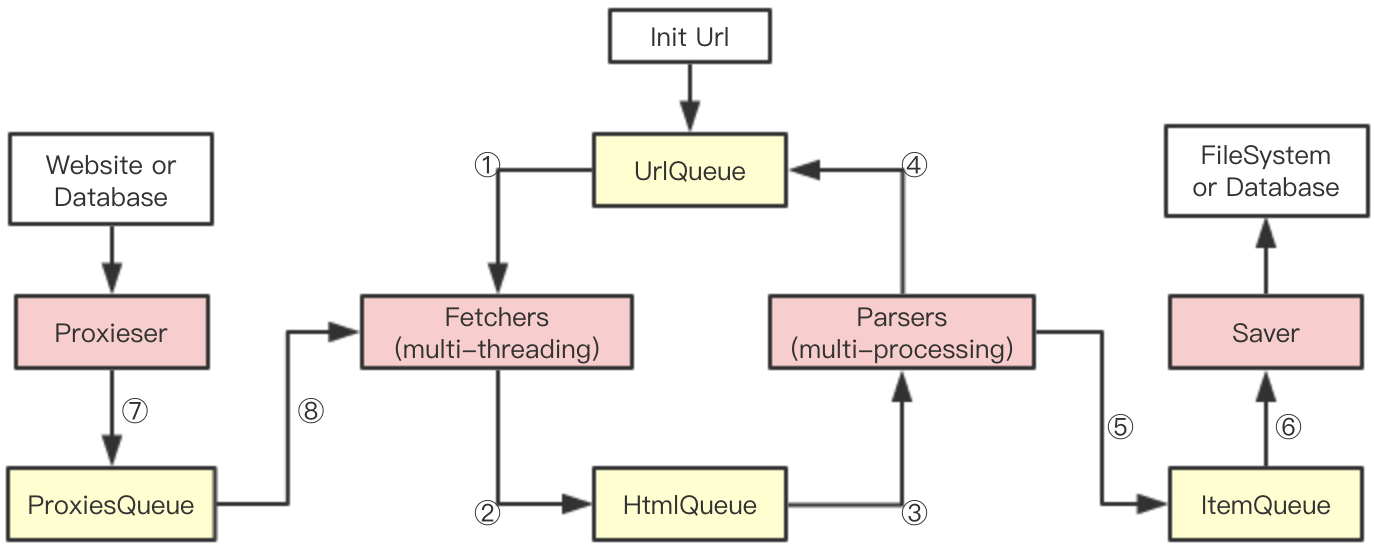 Init Url
Website or
Database
①
UrlQueue
④
FileSystem
or Database
Proxieser
Fetchers
(multi-threading)
Parsers
(multi-processing)
Saver
⑦
⑧
⑤
⑥
ProxiesQueue
②
HtmlQueue
③
ItemQueue